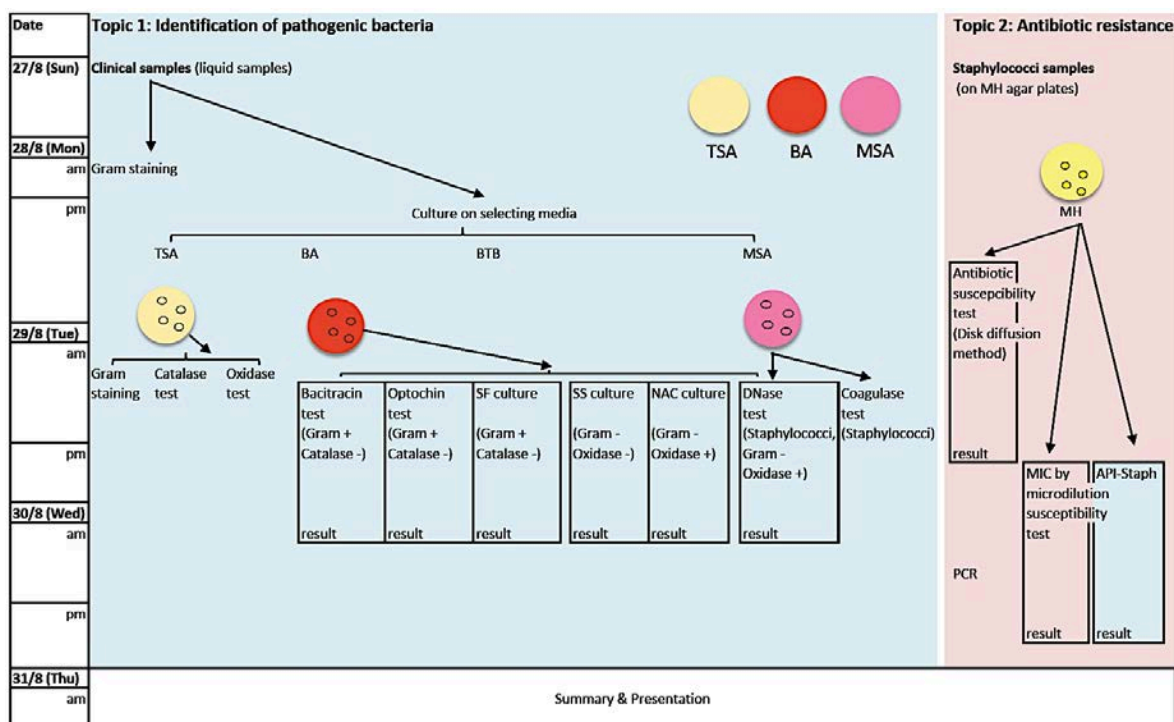 Date
Topic 1: Identification of pathogenic bacteria
Topic 2: Antibiotic resistance
27/8 (Sun)
Clinical samples (liquid samples)
Staphylococci samples
(on MH agar plates)
TSA
BA
MSA
28/8 (Mon)
am
Gram staining
pm
Culture on selecting media
MH
TSA
BA
BTB
MSA
Antibiotic
suscepcibility
test
(Disk diffusion
method)
result
29/8 (Tue)
am
Gram
staining
Catalase
test
Oxidase
test
Bacitracin
test
(Gram +
Catalase -)
result
Optochin
test
(Gram +
Catalase -)
result
SF culture
(Gram +
Catalase -)
result
SS culture
(Gram -
Oxidase -)
result
NAC culture
(Gram -
Oxidase +)
result
DNase
test
(Staphylococci,
Gram -
Oxidase +)
result
Coagulase
test
(Staphylococci)
pm
MIC by
microdilution
susceptibility
test
result
API-Staph
result
30/8 (Wed)
am
PCR
pm
31/8 (Thu)
am
Summary & Presentation